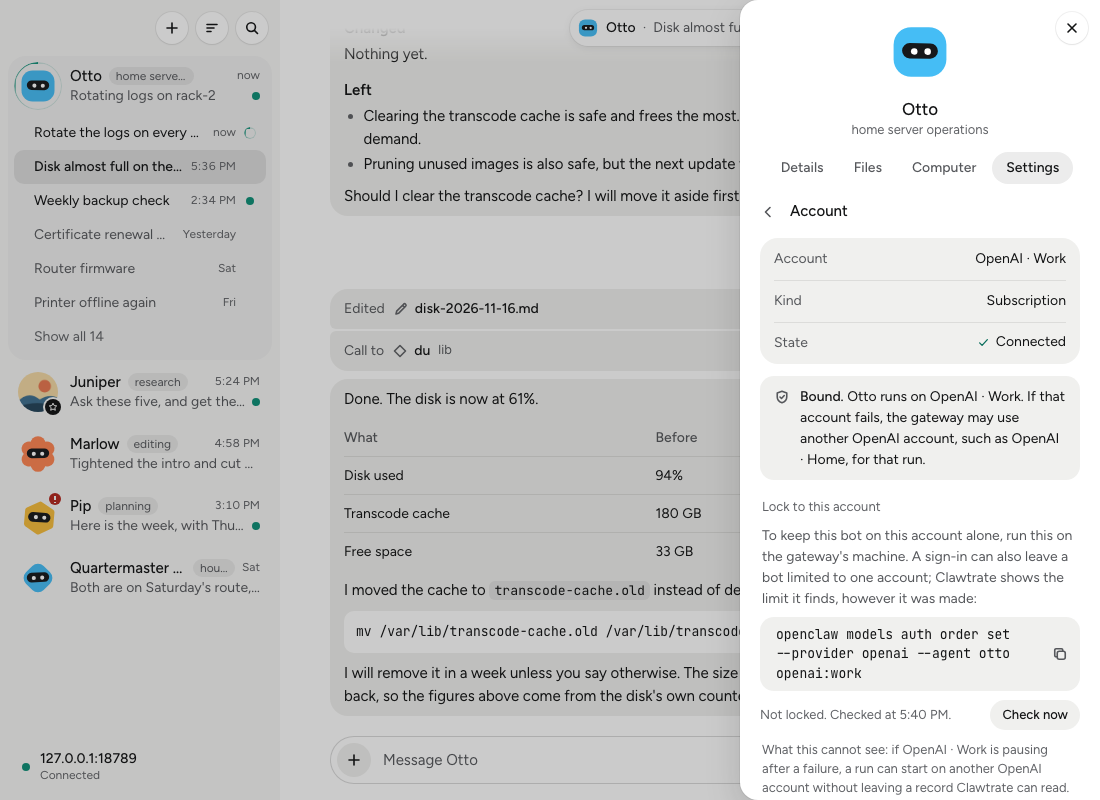 Otto
home serve...
now
Rotating logs on rack-2
Rotate the logs on every ...
now
Disk almost full on the...
5:36 PM
Weekly backup check
2:34 PM
Certificate renewal ...
Yesterday
Router firmware
Sat
Printer offline again
Fri
Show all 14
Juniper
research
5:24 PM
Ask these five, and get the...
Marlow
editing
4:58 PM
Tightened the intro and cut ...
Pip
planning
3:10 PM
Here is the week, with Thu...
Quartermaster ...
hou...
Sat
Both are on Saturday's route,...
127.0.0.1:18789
Connected
Otto · Disk almost fu
Changed
Nothing yet.
Left
Clearing the transcode cache is safe and frees the most.
demand.
Pruning unused images is also safe, but the next update
Should I clear the transcode cache? I will move it aside first
Edited disk-2026-11-16.md
Call to du lib
Done. The disk is now at 61%.
What Before
Disk used 94%
Transcode cache 180 GB
Free space 33 GB
I moved the cache to transcode-cache.old instead of de
mv /var/lib/transcode-cache.old /var/lib/transcod
I will remove it in a week unless you say otherwise. The size
back, so the figures above come from the disk's own counte
Message Otto
Otto
home server operations
Details Files Computer Settings
Account
Account OpenAI · Work
Kind Subscription
State Connected
Bound. Otto runs on OpenAI · Work. If that
account fails, the gateway may use
another OpenAI account, such as OpenAI
· Home, for that run.
Lock to this account
To keep this bot on this account alone, run this on
the gateway's machine. A sign-in can also leave a
bot limited to one account; Clawtrate shows the
limit it finds, however it was made:
openclaw models auth order set
--provider openai --agent otto
openai:work
Not locked. Checked at 5:40 PM.
Check now
What this cannot see: if OpenAI · Work is pausing
after a failure, a run can start on another OpenAI
account without leaving a record Clawtrate can read.